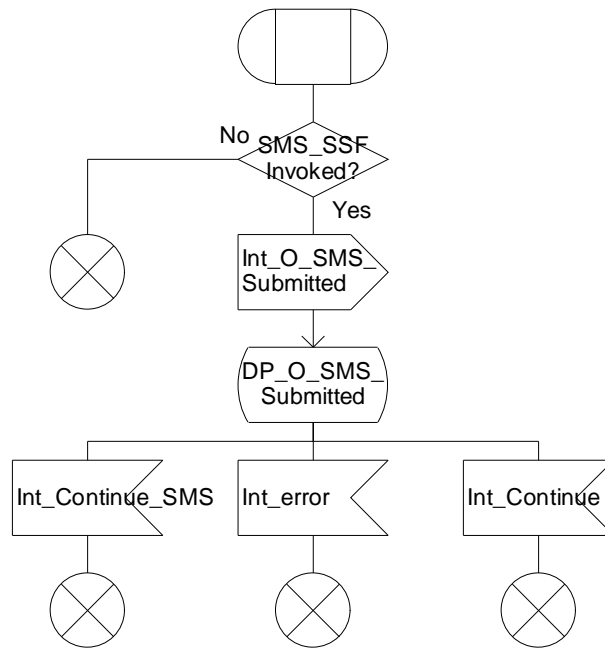 No
SMS_SSF
Invoked?
Yes
Int_O_SMS_
Submitted
DP_O_SMS_
Submitted
Int_Continue_SMS
Int_error
Int_Continue